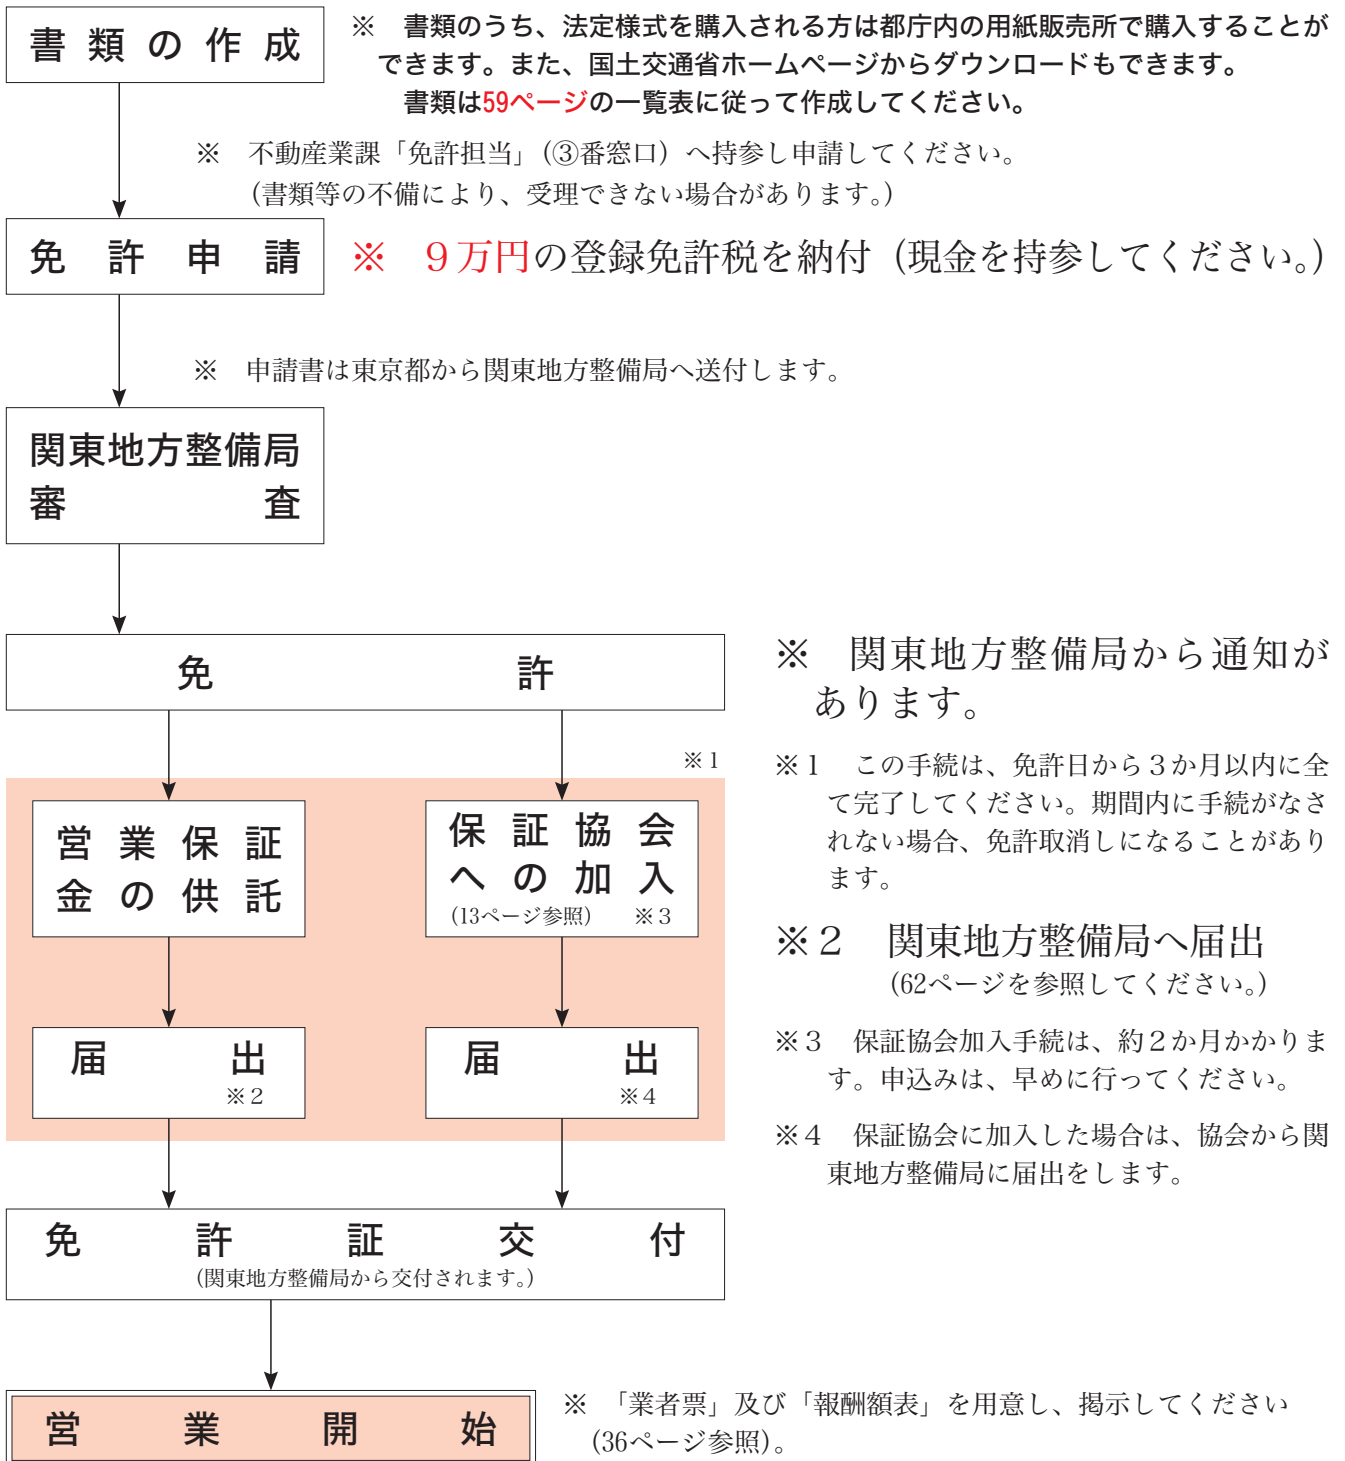 書類の作成
※　書類のうち、法定様式を購入される方は都庁内の用紙販売所で購入することが
できます。また、国土交通省ホームページからダウンロードもできます。
書類は59ページの一覧表に従って作成してください。
※　不動産業課「免許担当」（③番窓口）へ持参し申請してください。
（書類等の不備により、受理できない場合があります。）
免許申請
※　９万円の登録免許税を納付（現金を持参してください。）
※　申請書は東京都から関東地方整備局へ送付します。
関東地方整備局
審査
免許
※　関東地方整備局から通知が
あります。
※１
※１　この手続は、免許日から３か月以内に全
て完了してください。期間内に手続がなさ
れない場合、免許取消しになることがあり
ます。
営業保証
金の供託
保証協会
への加入
（13ページ参照）　※３
※２　関東地方整備局へ届出
（62ページを参照してください。）
届出
※２
届出
※４
※３　保証協会加入手続は、約２か月かかりま
す。申込みは、早めに行ってください。
※４　保証協会に加入した場合は、協会から関
東地方整備局に届出をします。
免許証交付
（関東地方整備局から交付されます。）
営業開始
※　「業者票」及び「報酬額表」を用意し、掲示してください
（36ページ参照）。